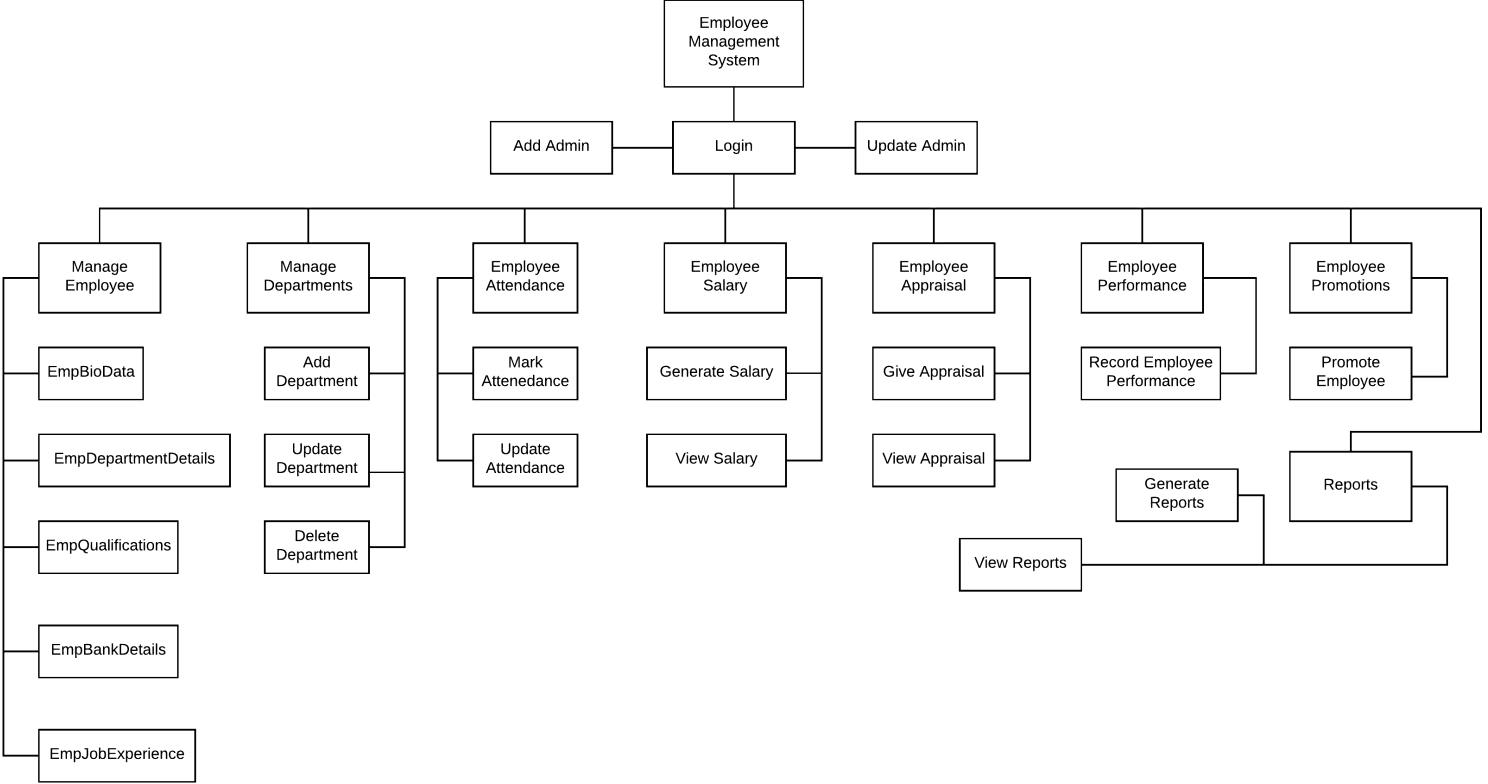 Employee
Management
System
Add Admin
Login
Update Admin
Manage
Employee
Manage
Departments
Employee
Attendance
Employee
Salary
Employee
Appraisal
Employee
Performance
Employee
Promotions
EmpBioData
Add
Department
Mark
Attenedance
Generate Salary
Give Appraisal
Record Employee
Performance
Promote
Employee
EmpDepartmentDetails
Update
Department
Update
Attendance
View Salary
View Appraisal
Generate
Reports
Reports
EmpQualifications
Delete
Department
View Reports
EmpBankDetails
EmpJobExperience